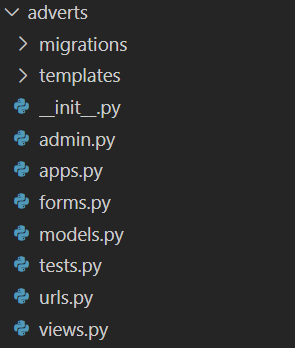 adverts
migrations
templates
__init__.py
admin.py
apps.py
forms.py
models.py
tests.py
urls.py
views.py